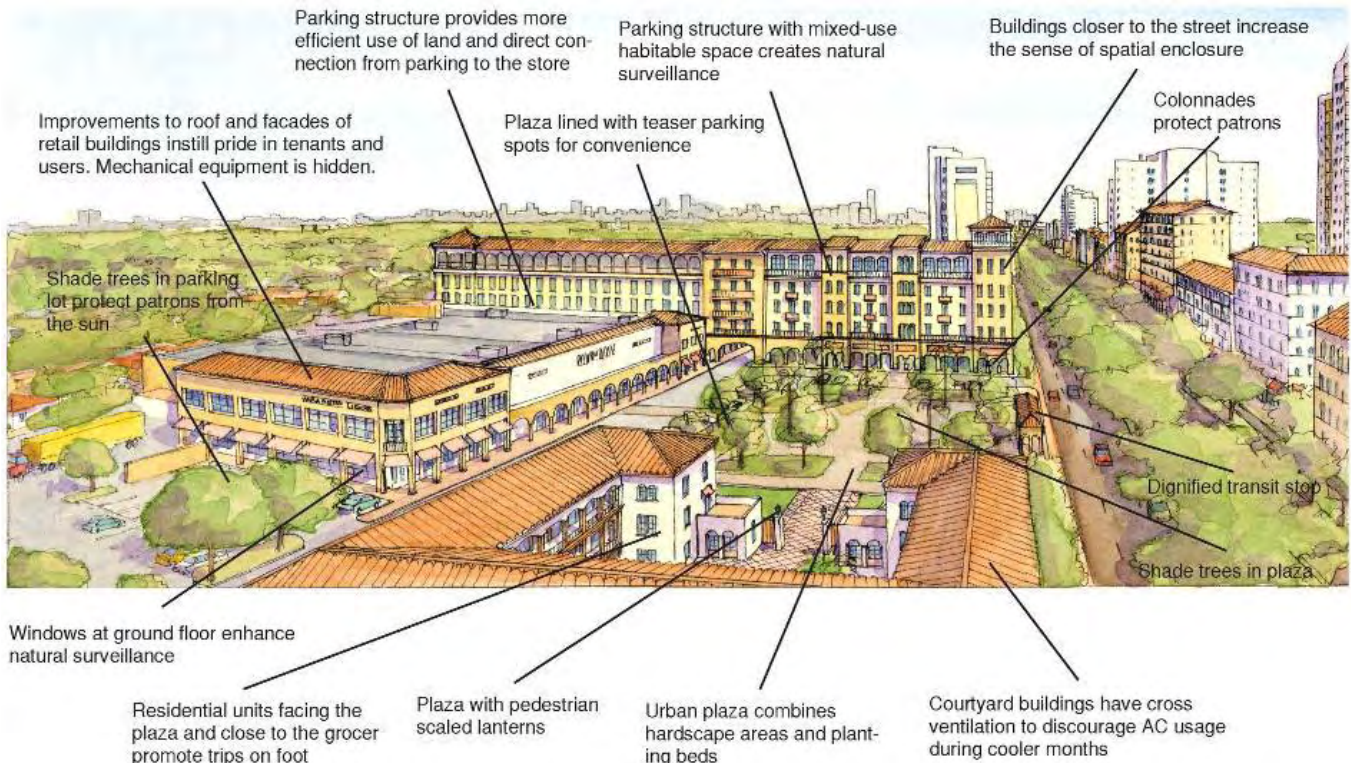 Parking structure provides more
efficient use of land and direct con-
nection from parking to the store
Parking structure with mixed-use
habitable space creates natural
surveillance
Buildings closer to the street increase
the sense of spatial enclosure
Colonnades
protect patrons
Improvements to roof and facades of
retail buildings instill pride in tenants and
users. Mechanical equipment is hidden.
Plaza lined with teaser parking
spots for convenience
Shade trees in parking
lot protect patrons from
the sun
Dignified transit stop
Shade trees in plaza
Windows at ground floor enhance
natural surveillance
Residential units facing the
plaza and close to the grocer
promote trips on foot
Plaza with pedestrian
scaled lanterns
Urban plaza combines
hardscape areas and plant-
ing beds
Courtyard buildings have cross
ventilation to discourage AC usage
during cooler months